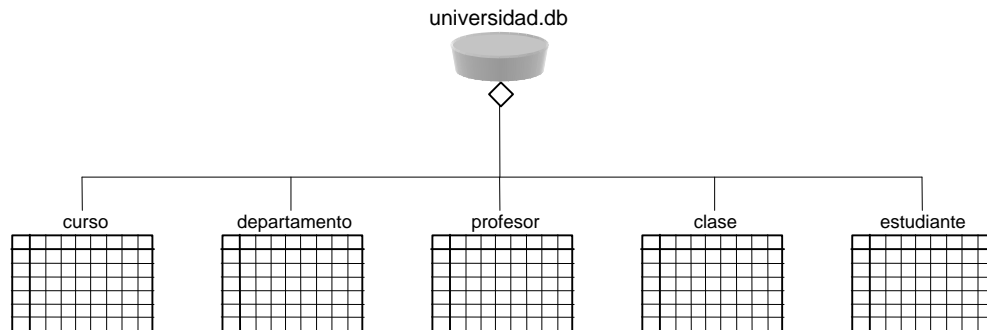 universidad.db
curso
departamento
profesor
clase
estudiante